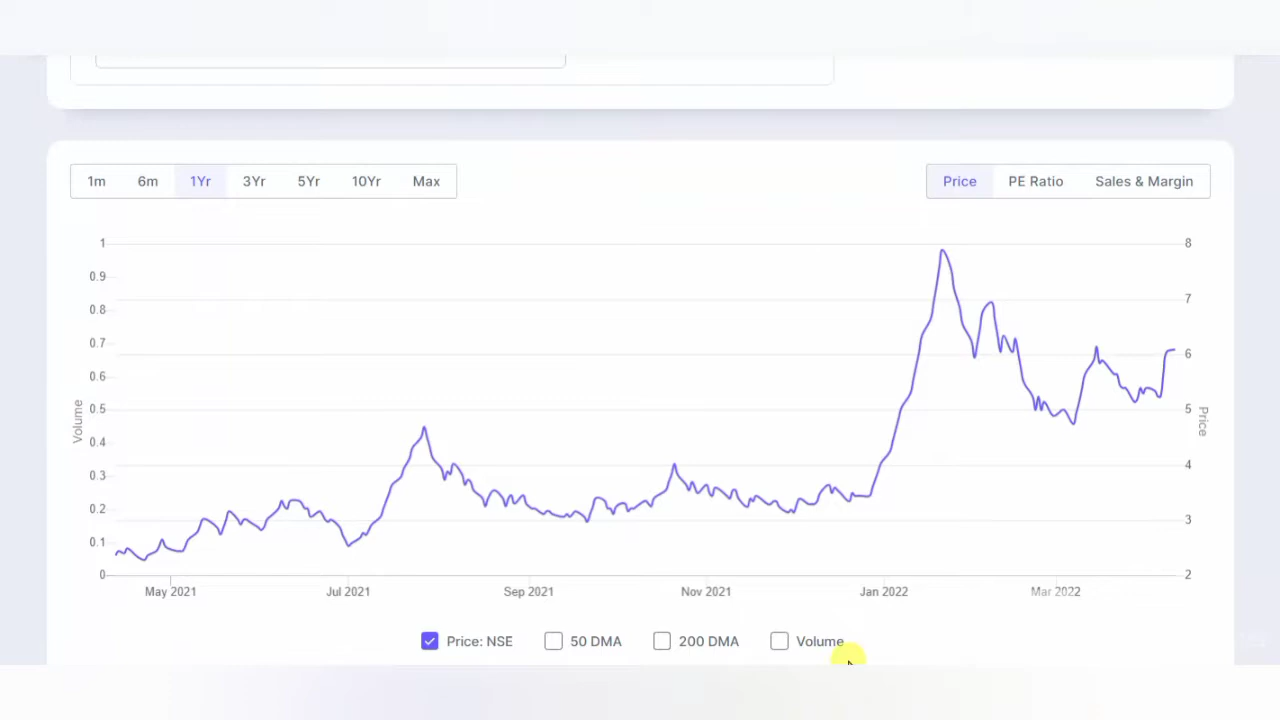 1m 6m 1Yr 3Yr 5Yr 10Yr Max Price PE Ratio Sales & Margin
1 8
0.9
0.8 7
0.7
0.6 6
0.5 5
0.4
0.3 4
0.2 3
0.1
0 2
Volume
Price
May 2021 Jul 2021 Sep 2021 Nov 2021 Jan 2022 Mar 2022
Price: NSE 50 DMA 200 DMA Volume